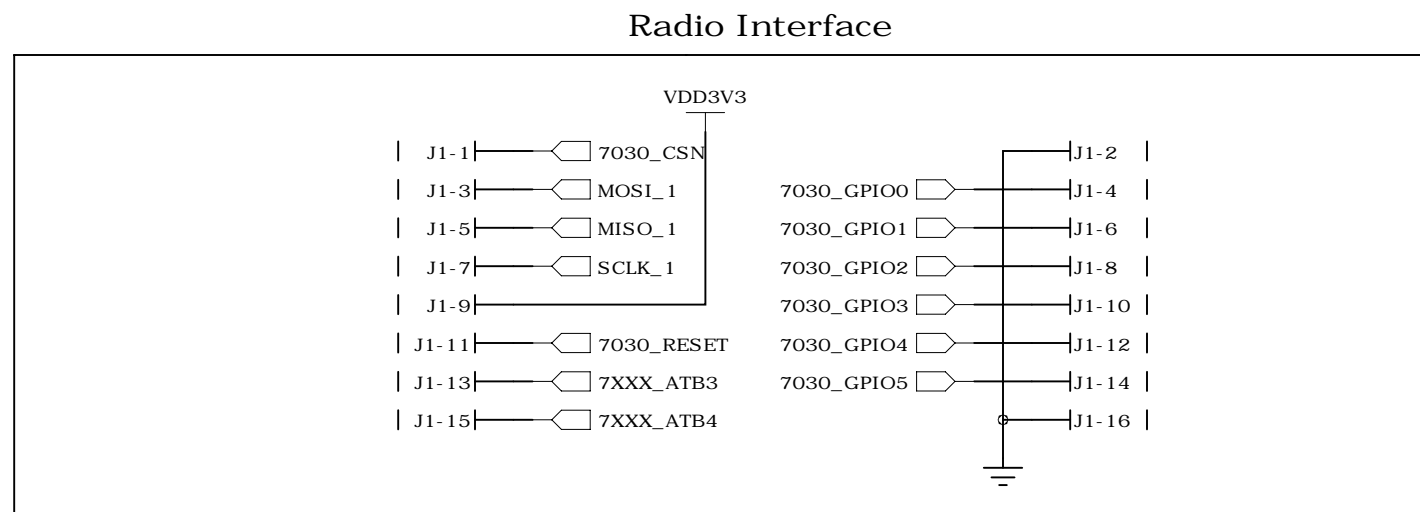 Radio Interface
VDD3V3
J1-1 7030_CSN J1-2
J1-3 MOSI_1 7030_GPIO0 J1-4
J1-5 MISO_1 7030_GPIO1 J1-6
J1-7 SCLK_1 7030_GPIO2 J1-8
J1-9 7030_GPIO3 J1-10
J1-11 7030_RESET 7030_GPIO4 J1-12
J1-13 7XXX_ATB3 7030_GPIO5 J1-14
J1-15 7XXX_ATB4 J1-16